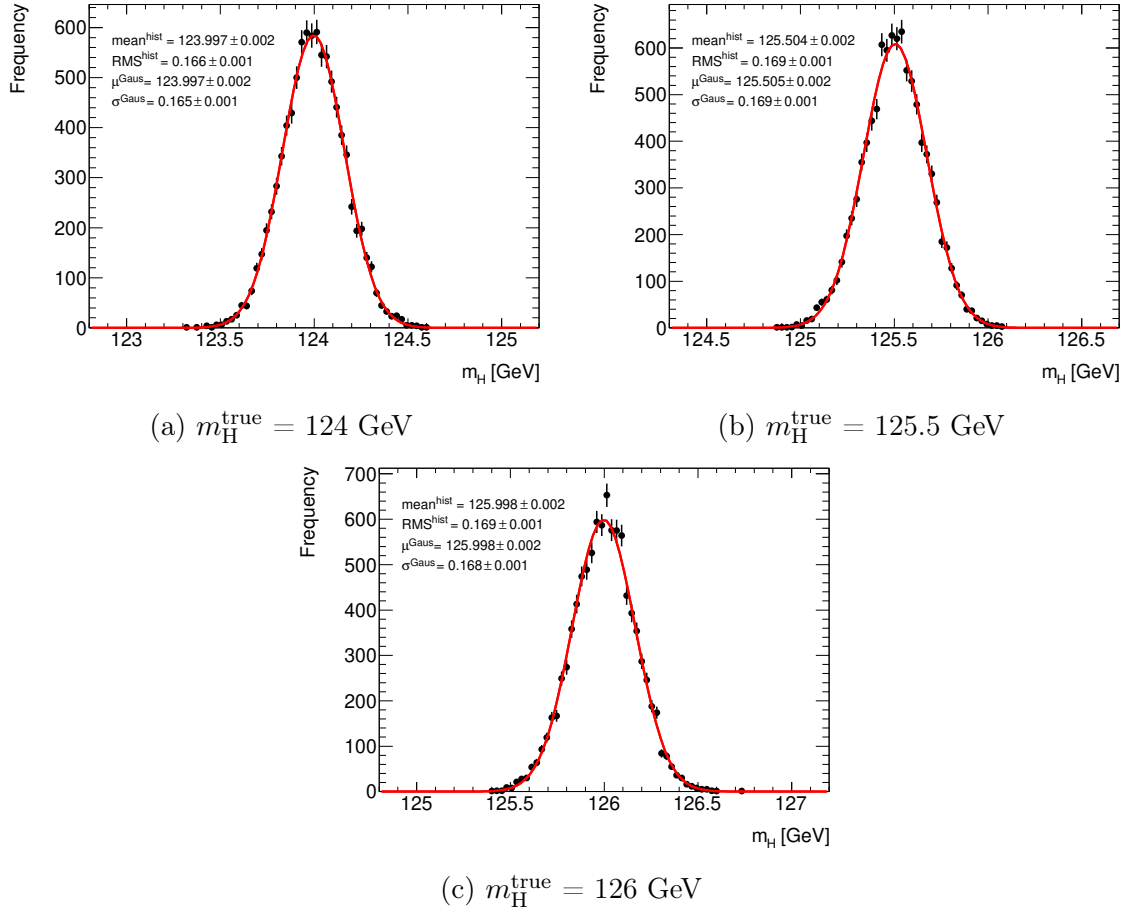 Frequency
600
500
400
300
200
100
0
mean^hist = 123.997±0.002
RMS^hist = 0.166±0.001
μ^Gaus= 123.997±0.002
σ^Gaus= 0.165±0.001
123 123.5 124 124.5 125
m_H [GeV]
(a) m_H^true = 124 GeV
Frequency
600
500
400
300
200
100
0
mean^hist = 125.504±0.002
RMS^hist = 0.169±0.001
μ^Gaus= 125.505±0.002
σ^Gaus= 0.169±0.001
124.5 125 125.5 126 126.5
m_H [GeV]
(b) m_H^true = 125.5 GeV
Frequency
700
600
500
400
300
200
100
0
mean^hist = 125.998±0.002
RMS^hist = 0.169±0.001
μ^Gaus= 125.998±0.002
σ^Gaus= 0.168±0.001
125 125.5 126 126.5 127
m_H [GeV]
(c) m_H^true = 126 GeV